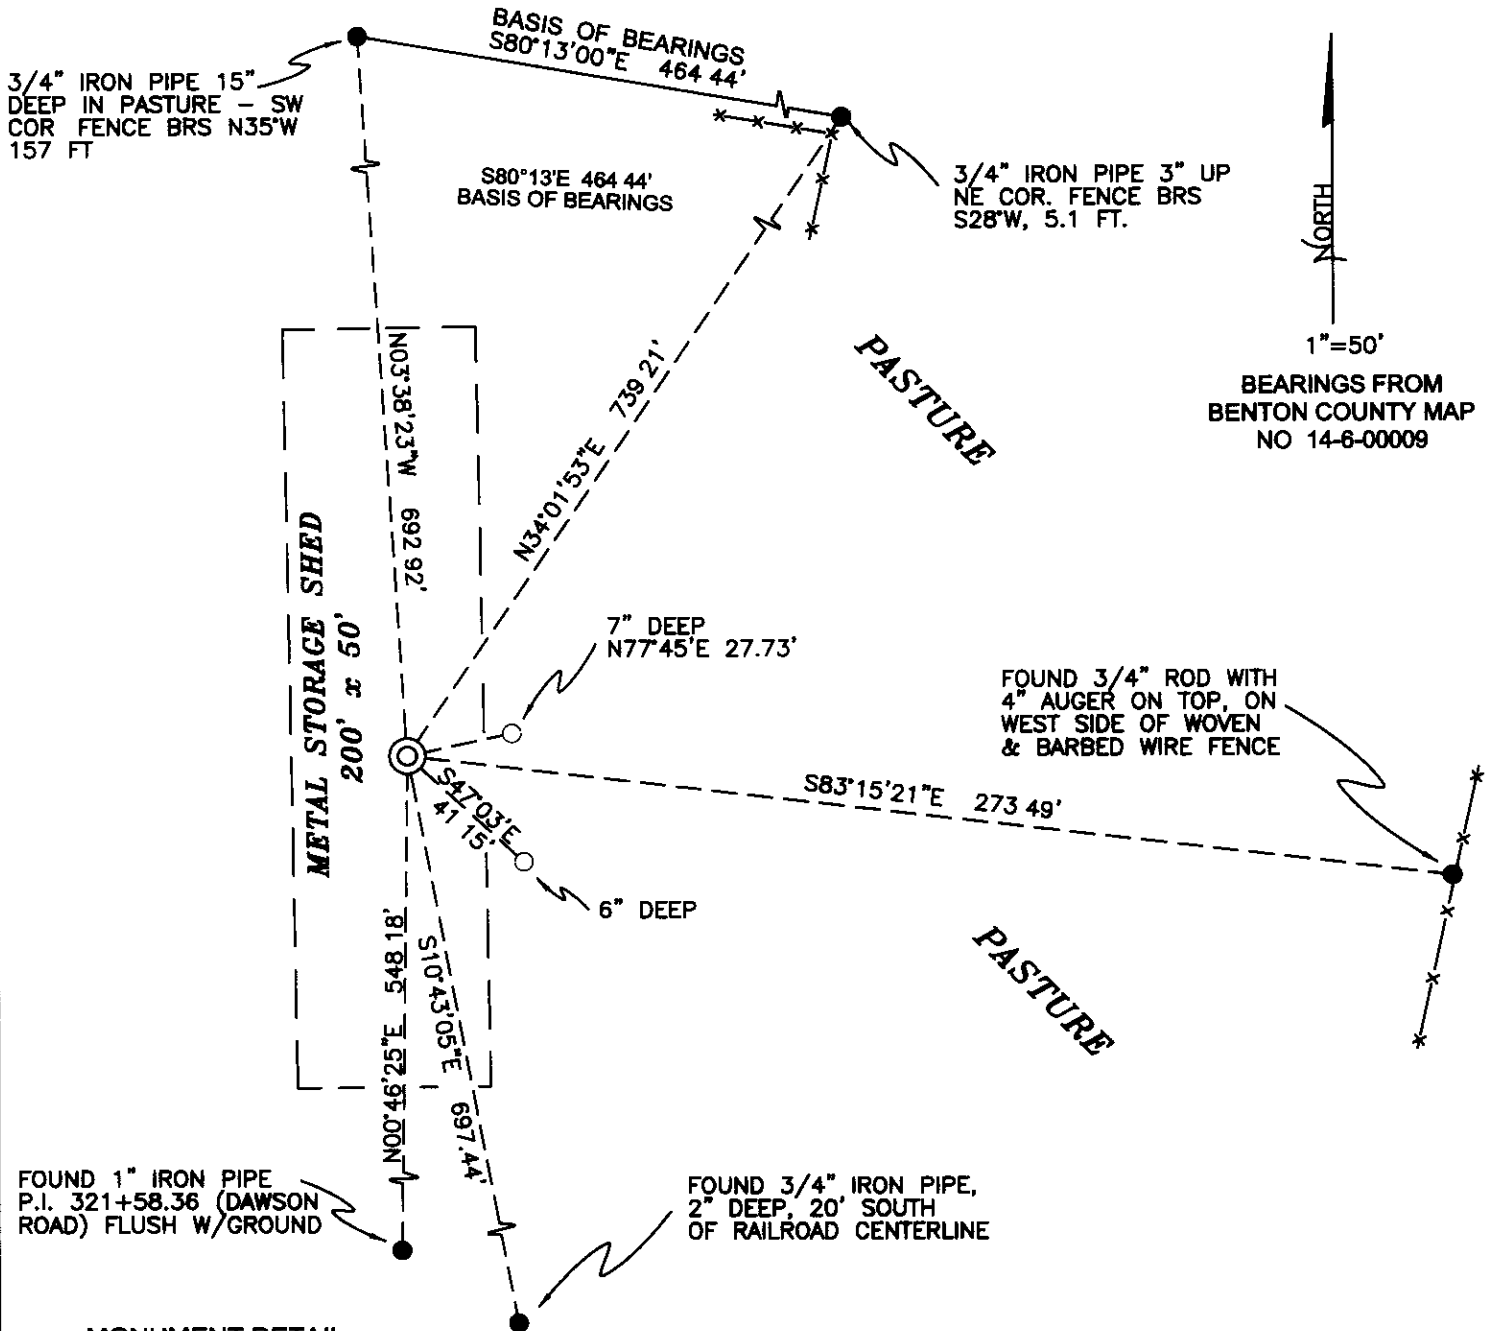 BASIS OF BEARINGS
S80°13'00"E 464 44'
3/4" IRON PIPE 15"
DEEP IN PASTURE – SW
COR FENCE BRS N35°W
157 FT
S80°13'E 464 44'
BASIS OF BEARINGS
3/4" IRON PIPE 3" UP
NE COR. FENCE BRS
S28°W, 5.1 FT.
NORTH
1"=50'
BEARINGS FROM
BENTON COUNTY MAP
NO 14-6-00009
PASTURE
N03°38'23"W 692 92'
N34°01'53"E 739 21'
METAL STORAGE SHED
200' x 50'
7" DEEP
N77°45'E 27.73'
FOUND 3/4" ROD WITH
4" AUGER ON TOP, ON
WEST SIDE OF WOVEN
& BARBED WIRE FENCE
S83°15'21"E 273 49'
S47°03'E
41 15'
6" DEEP
PASTURE
N00°46'25"E 548 18'
S10°43'05"E 697.44'
FOUND 1" IRON PIPE
P.I. 321+58.36 (DAWSON
ROAD) FLUSH W/GROUND
FOUND 3/4" IRON PIPE,
2" DEEP, 20' SOUTH
OF RAILROAD CENTERLINE
MONUMENT DETAIL